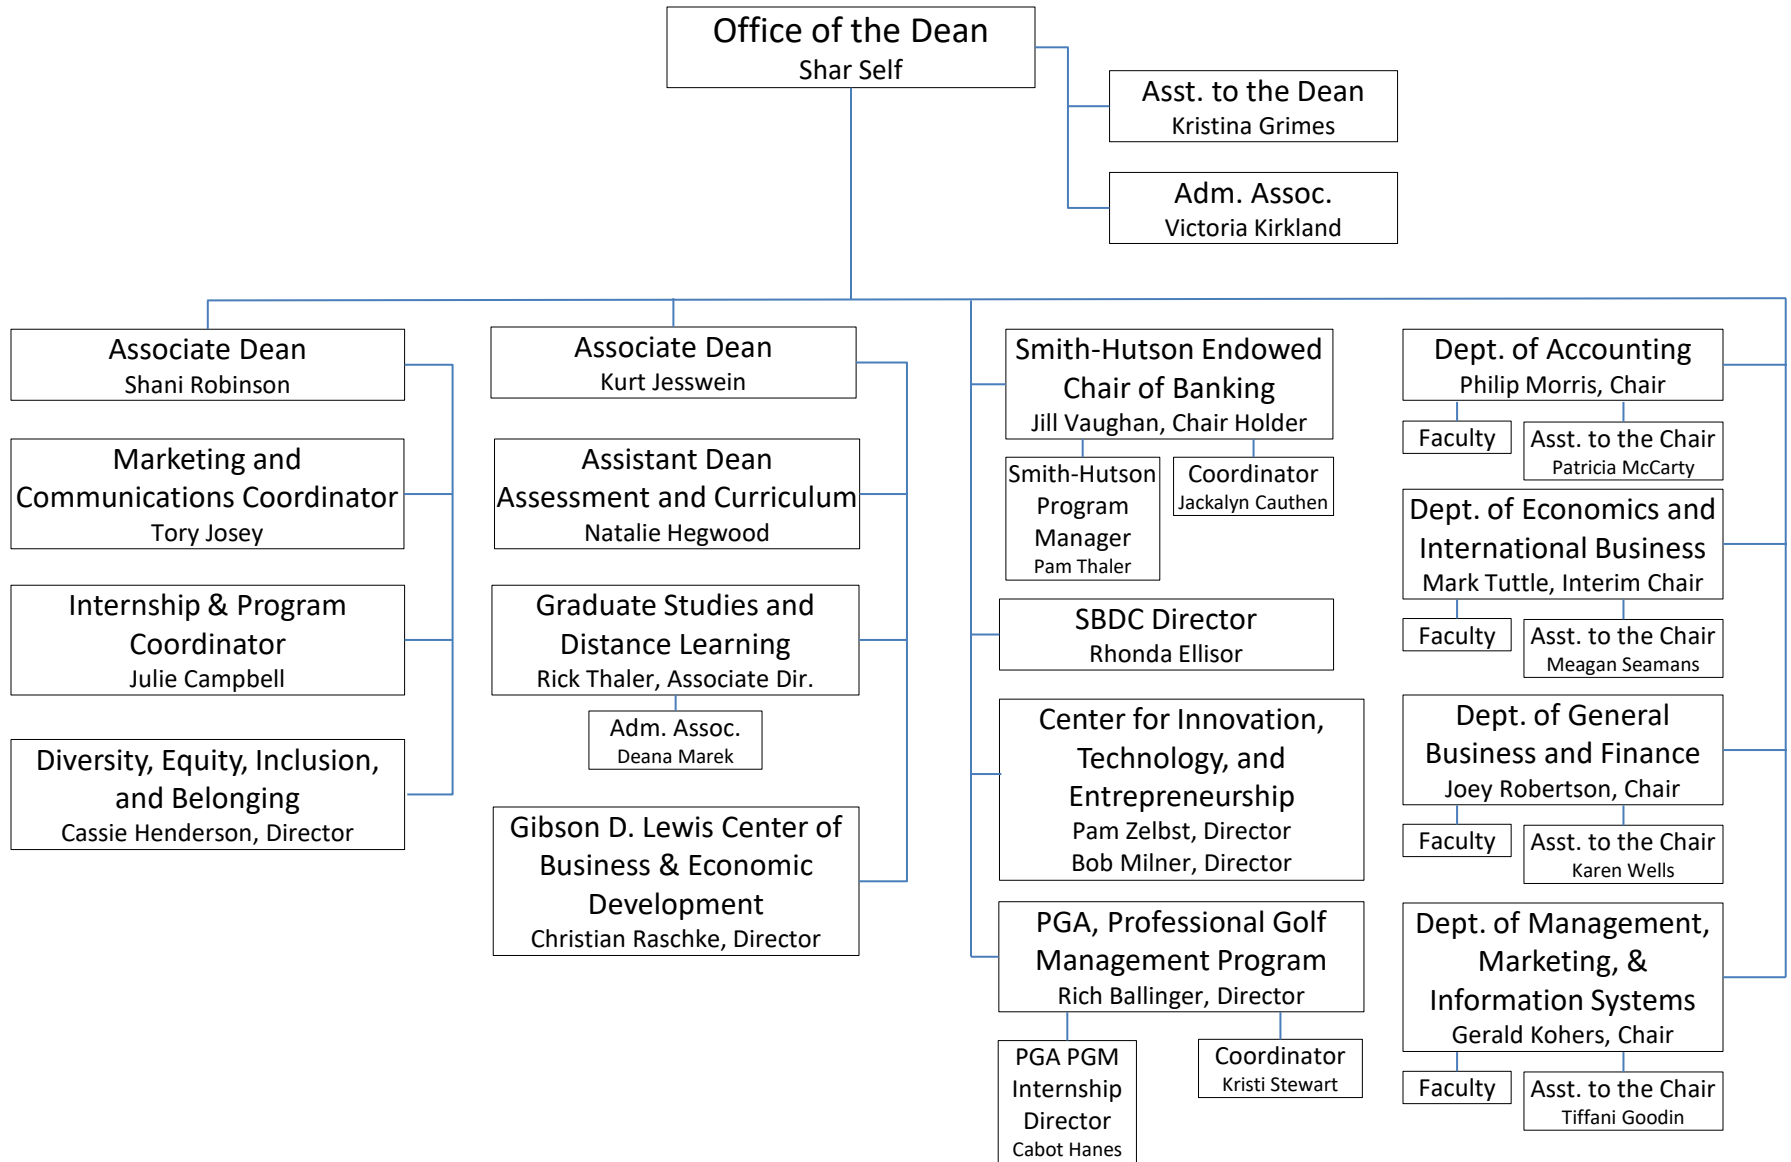 Office of the Dean
Shar Self
Asst. to the Dean
Kristina Grimes
Adm. Assoc.
Victoria Kirkland
Associate Dean
Shani Robinson
Marketing and
Communications Coordinator
Tory Josey
Internship & Program
Coordinator
Julie Campbell
Diversity, Equity, Inclusion,
and Belonging
Cassie Henderson, Director
Associate Dean
Kurt Jesswein
Assistant Dean
Assessment and Curriculum
Natalie Hegwood
Graduate Studies and
Distance Learning
Rick Thaler, Associate Dir.
Adm. Assoc.
Deana Marek
Gibson D. Lewis Center of
Business & Economic
Development
Christian Raschke, Director
Smith-Hutson Endowed
Chair of Banking
Jill Vaughan, Chair Holder
Smith-Hutson
Program
Manager
Pam Thaler
Coordinator
Jackalyn Cauthen
SBDC Director
Rhonda Ellisor
Center for Innovation,
Technology, and
Entrepreneurship
Pam Zelbst, Director
Bob Milner, Director
PGA, Professional Golf
Management Program
Rich Ballinger, Director
PGA PGM
Internship
Director
Cabot Hanes
Coordinator
Kristi Stewart
Dept. of Accounting
Philip Morris, Chair
Faculty
Asst. to the Chair
Patricia McCarty
Dept. of Economics and
International Business
Mark Tuttle, Interim Chair
Faculty
Asst. to the Chair
Meagan Seamans
Dept. of General
Business and Finance
Joey Robertson, Chair
Faculty
Asst. to the Chair
Karen Wells
Dept. of Management,
Marketing, &
Information Systems
Gerald Kohers, Chair
Faculty
Asst. to the Chair
Tiffani Goodin